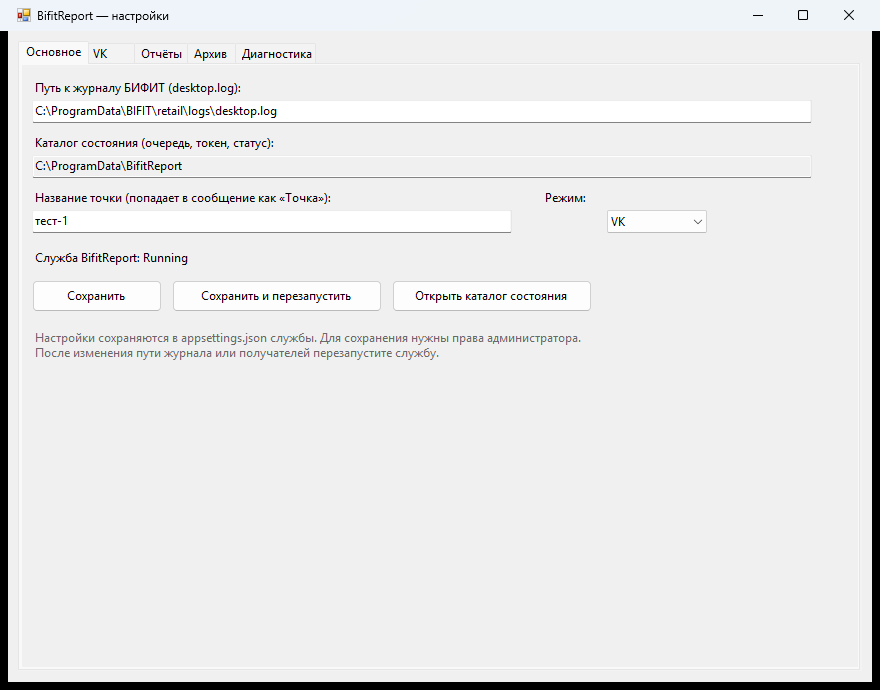 BifitReport — настройки
Основное VK Отчёты Архив Диагностика
Путь к журналу БИФИТ (desktop.log):
C:\ProgramData\BIFIT\retail\logs\desktop.log
Каталог состояния (очередь, токен, статус):
C:\ProgramData\BifitReport
Название точки (попадает в сообщение как «Точка»): Режим:
тест-1 VK
Служба BifitReport: Running
Сохранить Сохранить и перезапустить Открыть каталог состояния
Настройки сохраняются в appsettings.json службы. Для сохранения нужны права администратора.
После изменения пути журнала или получателей перезапустите службу.